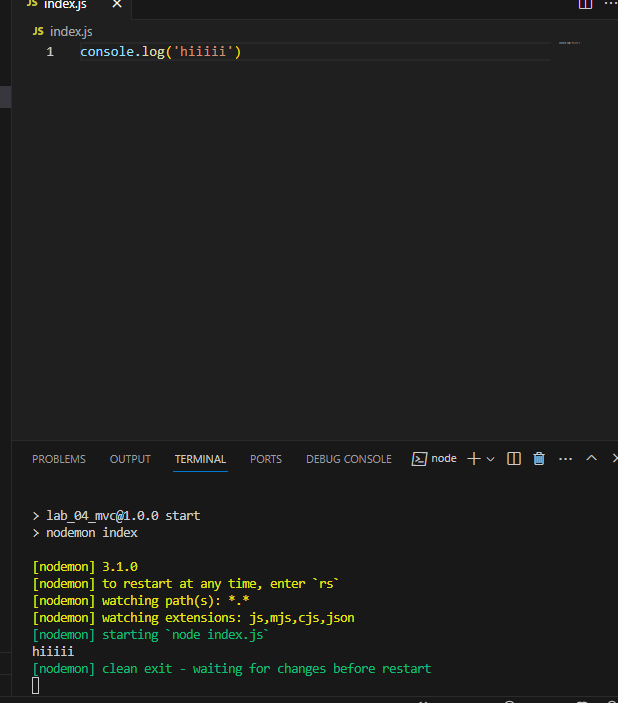 JS index.js
JS index.js
1 console.log('hiiiii')
PROBLEMS OUTPUT TERMINAL PORTS DEBUG CONSOLE node
> lab_04_mvc@1.0.0 start
> nodemon index
[nodemon] 3.1.0
[nodemon] to restart at any time, enter `rs`
[nodemon] watching path(s): *.*
[nodemon] watching extensions: js,mjs,cjs,json
[nodemon] starting `node index.js`
hiiiii
[nodemon] clean exit - waiting for changes before restart